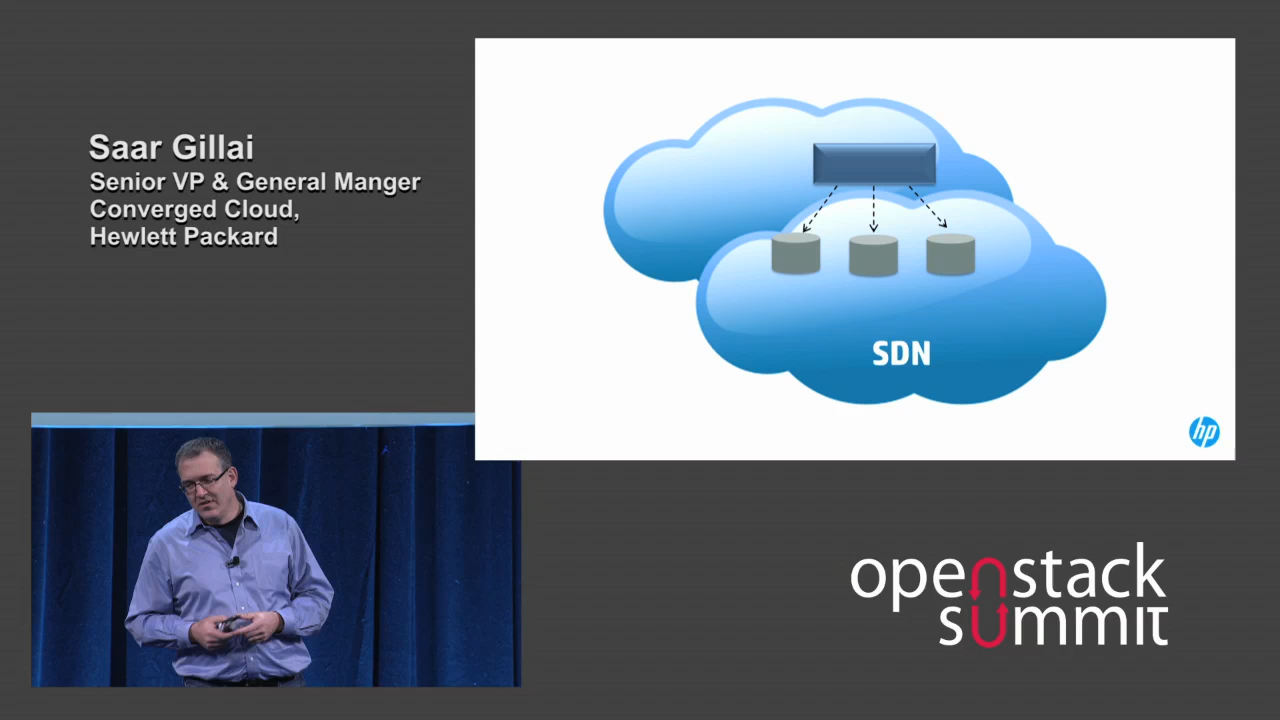 Saar Gillai
Senior VP & General Manger
Converged Cloud,
Hewlett Packard
SDN
hp
openstack
summit